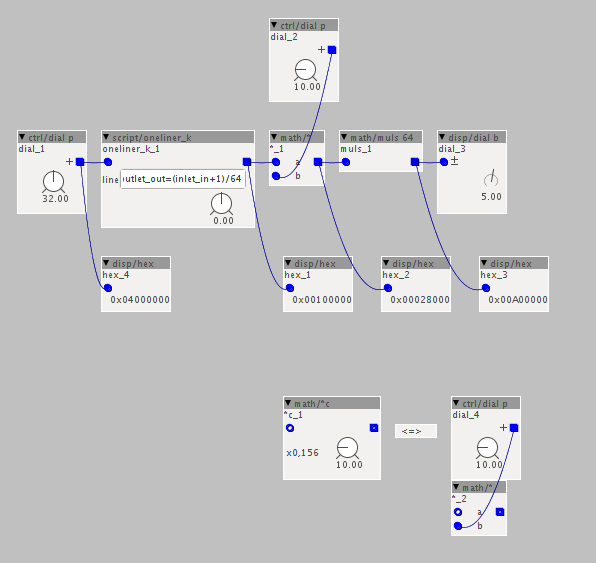 ctrl/dial p
dial_2
+
10.00
ctrl/dial p
dial_1
+
32.00
script/oneliner_k
oneliner_k_1
line
utlet_out=(inlet_in+1)/64
0.00
math/*
*_1
a
b
math/muls 64
muls_1
disp/dial b
dial_3
±
5.00
disp/hex
hex_4
0x04000000
disp/hex
hex_1
0x00100000
disp/hex
hex_2
0x00028000
disp/hex
hex_3
0x00A00000
math/*c
*c_1
x0,156
10.00
<=>
ctrl/dial p
dial_4
+
10.00
math/*
*_2
a
b